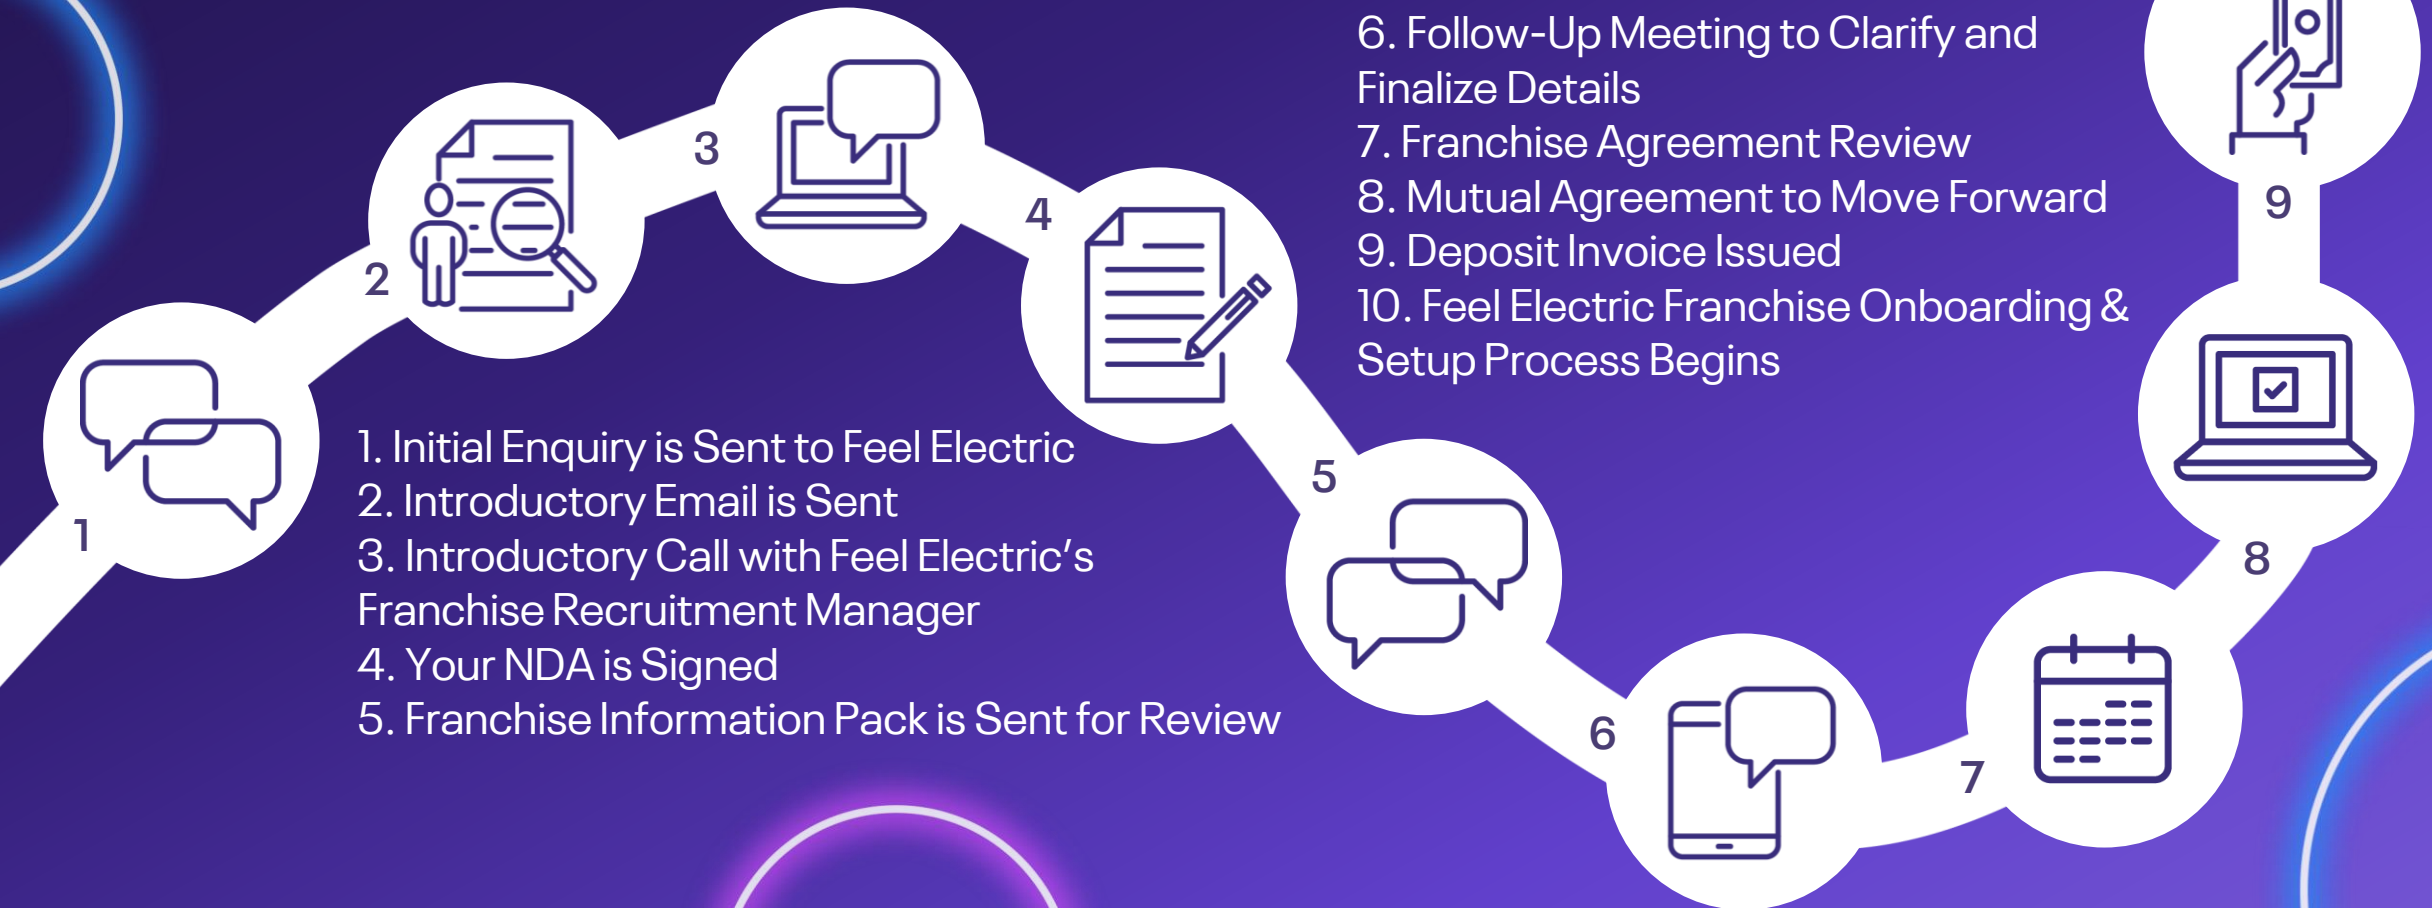 1. Initial Enquiry is Sent to Feel Electric
2. Introductory Email is Sent
3. Introductory Call with Feel Electric's
Franchise Recruitment Manager
4. Your NDA is Signed
5. Franchise Information Pack is Sent for Review
6. Follow-Up Meeting to Clarify and
Finalize Details
7. Franchise Agreement Review
8. Mutual Agreement to Move Forward
9. Deposit Invoice Issued
10. Feel Electric Franchise Onboarding &
Setup Process Begins
1
2
3
4
5
6
7
8
9